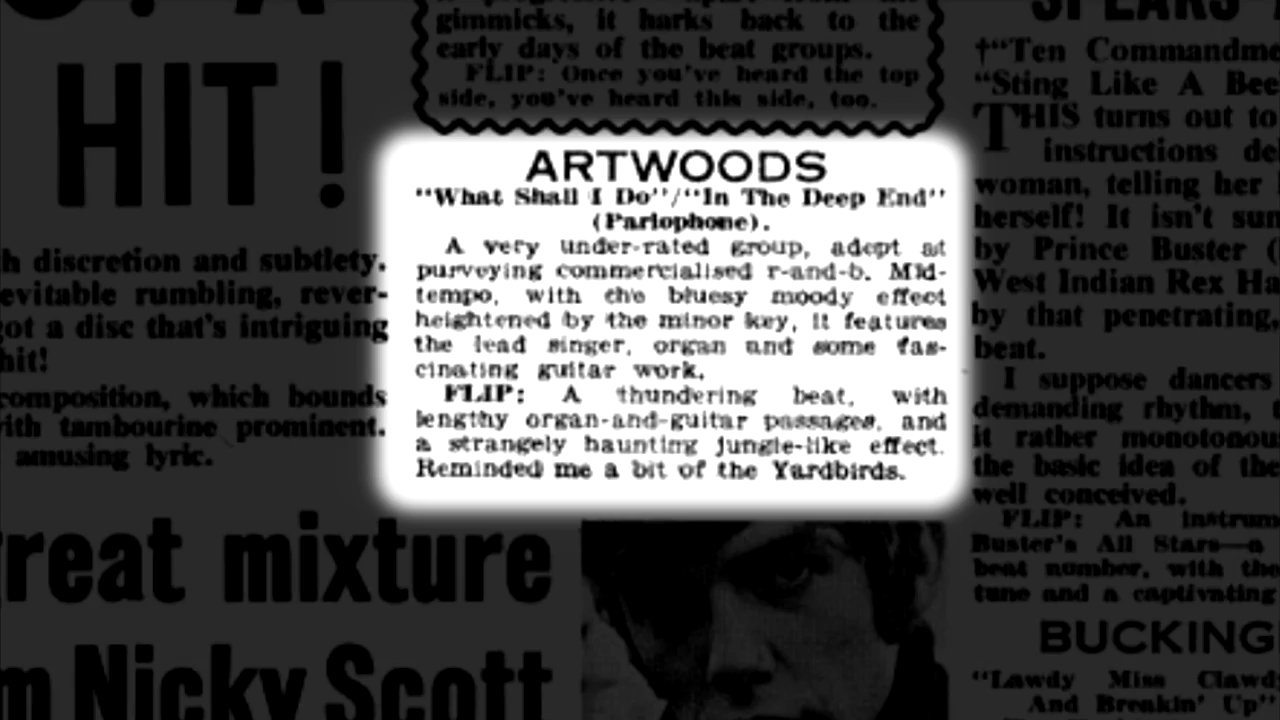 HIT!
h discretion and subtlety.
evitable rumbling, rever-
got a disc that's intriguing
hit!
composition, which bounds
ith tambourine prominent.
amusing lyric.
reat mixture
m Nicky Scott
gimmicks, it harks back to the
early days of the beat groups.
FLIP: Once you've heard the top
side, you've heard this side, too.
ARTWOODS
"What Shall I Do"/"In The Deep End"
(Parlophone).
A very under-rated group, adept at
purveying commercialised r-and-b. Mid-
tempo, with the bluesy moody effect
heightened by the minor key, it features
the lead singer, organ and some fas-
cinating guitar work.
FLIP: A thundering beat, with
lengthy organ-and-guitar passages, and
a strangely haunting jungle-like effect.
Reminded me a bit of the Yardbirds.
†"Ten Commandme
"Sting Like A Bee
THIS turns out to
instructions de
woman, telling her
herself! It isn't sun
by Prince Buster (
West Indian Rex Ha
by that penetrating,
beat.
I suppose dancers
demanding rhythm,
it rather monotonou
the basic idea of the
well conceived.
FLIP: An instrum
Buster's All Stars—a
beat number, with the
tune and a captivating
BUCKING
"Lawdy Miss Clawd
And Breakin' Up"